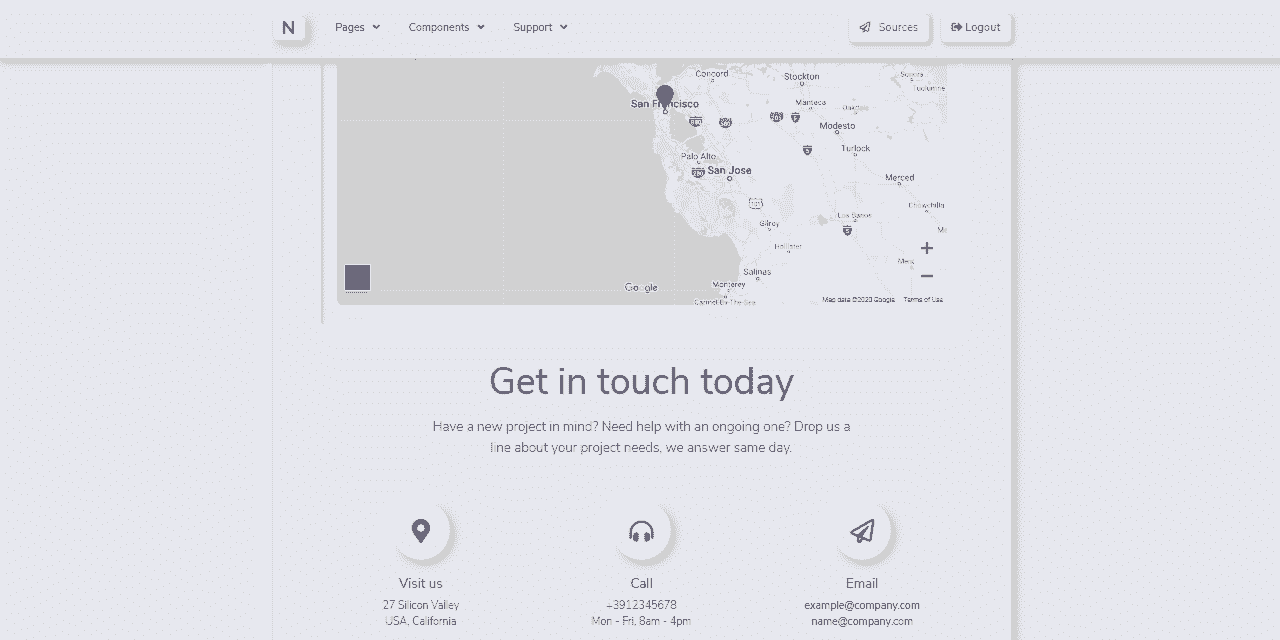 N
Pages
Components
Support
Sources
Logout
Concord
Stockton
San Francisco
Manteca
Modesto
Turlock
Palo Alto
San Jose
Merced
Chowchilla
Los Banos
Gilroy
Hollister
Salinas
Monterey
Carmel-By-The-Sea
+
−
Google
Map data ©2023 Google
Terms of Use
Get in touch today
Have a new project in mind? Need help with an ongoing one? Drop us a
line about your project needs, we answer same day.
Visit us
27 Silicon Valley
USA, California
Call
+3912345678
Mon - Fri, 8am - 4pm
Email
example@company.com
name@company.com